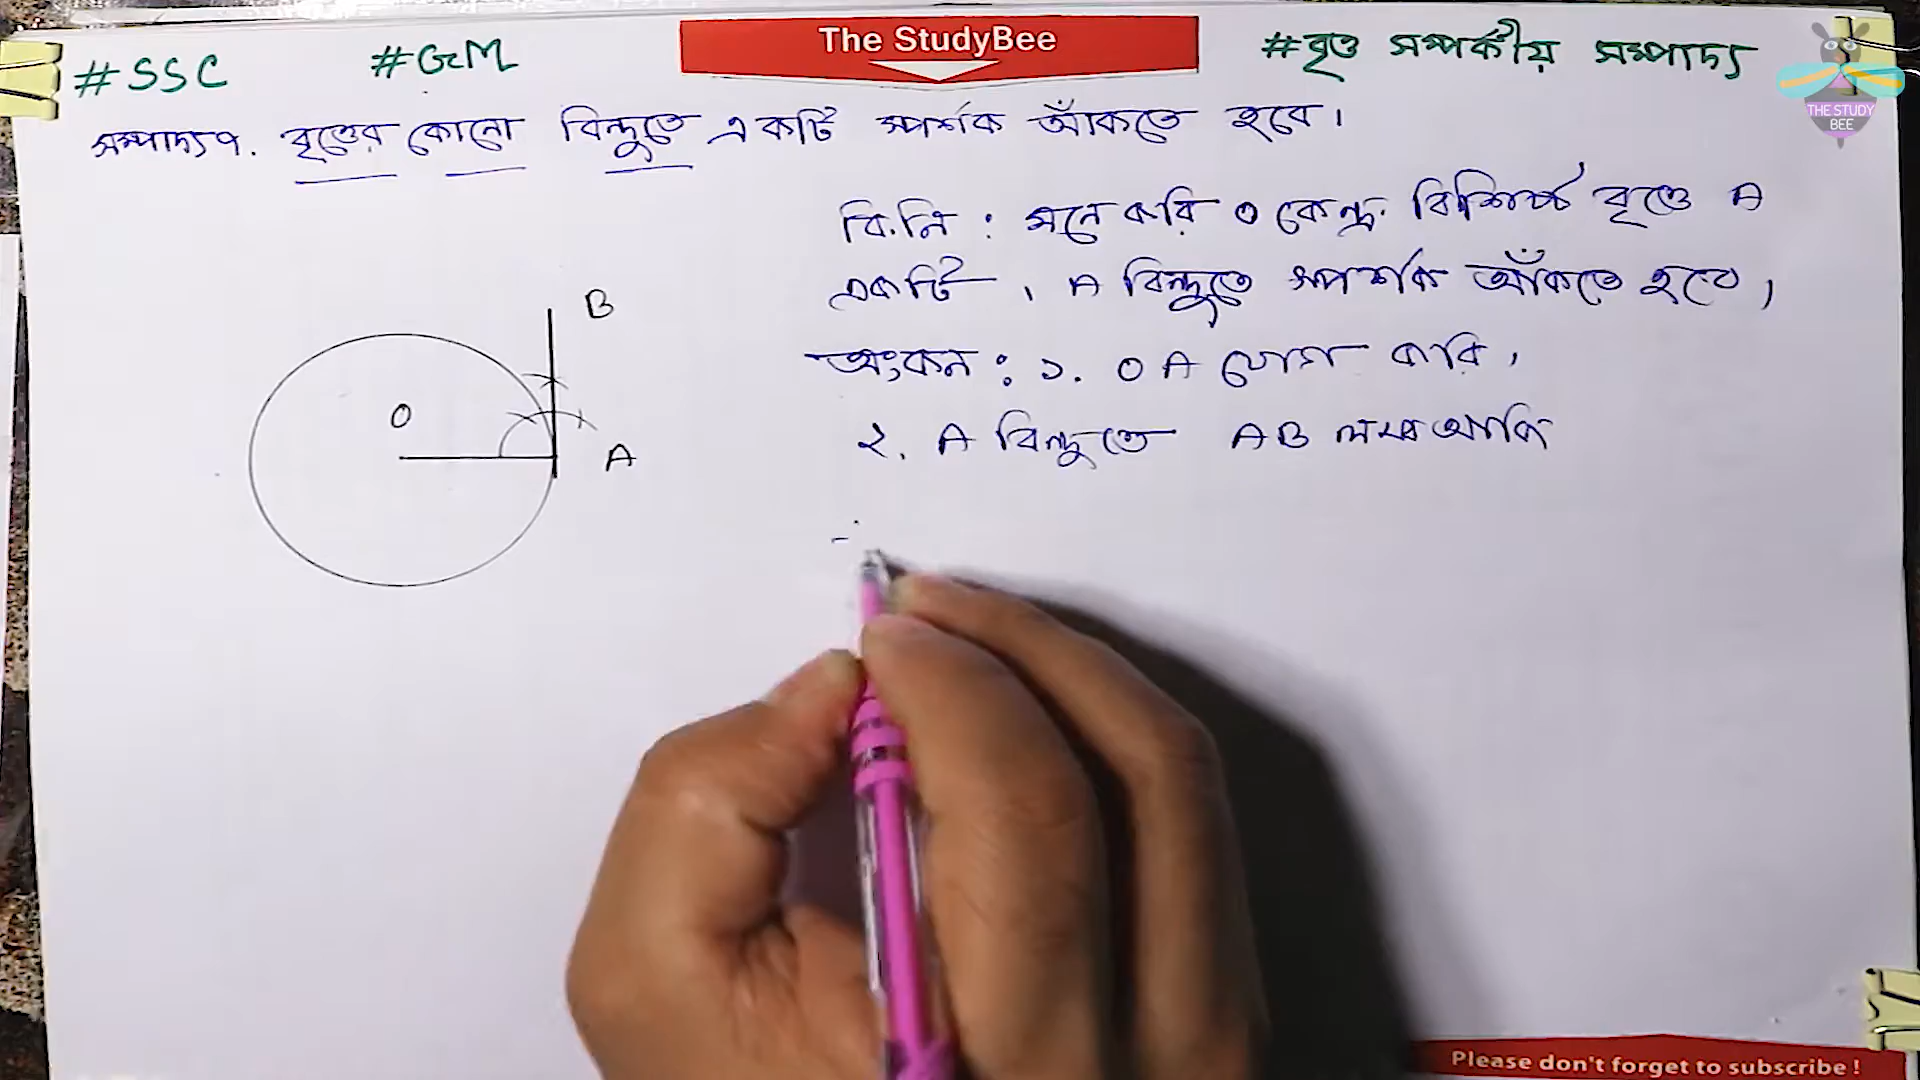 The StudyBee
#SSC #GM #বৃত্ত সম্পর্কীয় সম্পাদ্য
THE STUDY BEE
সম্পাদ্য ৭. বৃত্তের কোনো বিন্দুতে একটি স্পর্শক আঁকতে হবে।
বি.নি : মনে করি O কেন্দ্র বিশিষ্ট বৃত্তে A
একটি, A বিন্দুতে স্পর্শক আঁকতে হবে,
অংকন : ১. OA যোগ করি,
২. A বিন্দুতে AB লম্ব আকি
B
O
A
Please don't forget to subscribe !